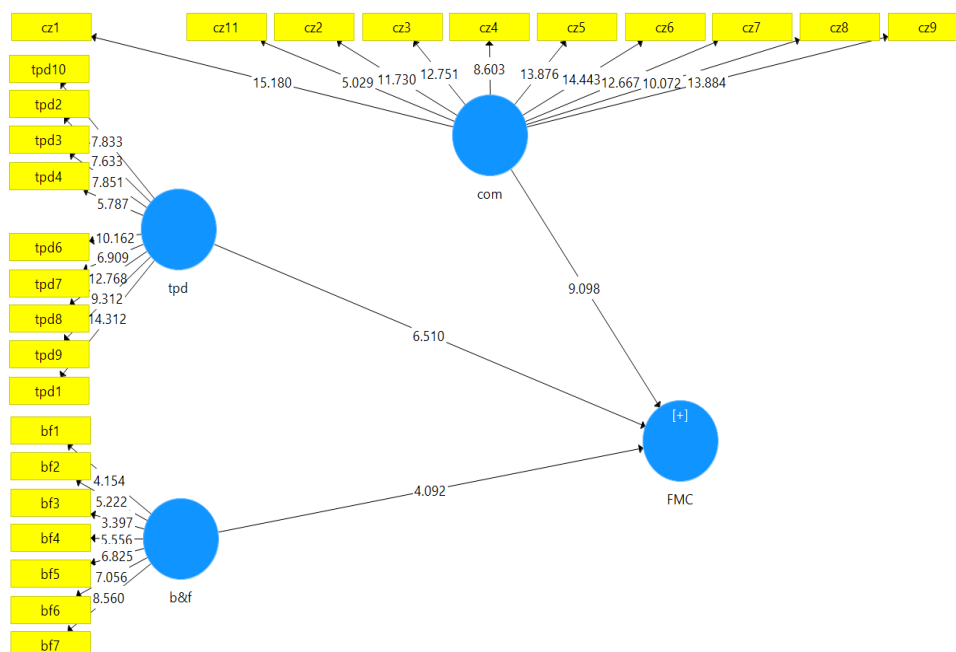 cz1
cz11
cz2
cz3
cz4
cz5
cz6
cz7
cz8
cz9
15.180
5.029
11.730
12.751
8.603
13.876
14.443
12.667
10.072
13.884
com
tpd10
tpd2
tpd3
tpd4
tpd6
tpd7
tpd8
tpd9
tpd1
7.833
7.633
7.851
5.787
10.162
6.909
12.768
9.312
14.312
tpd
9.098
6.510
4.092
[+]
FMC
bf1
bf2
bf3
bf4
bf5
bf6
bf7
4.154
5.222
3.397
5.556
6.825
7.056
8.560
b&f